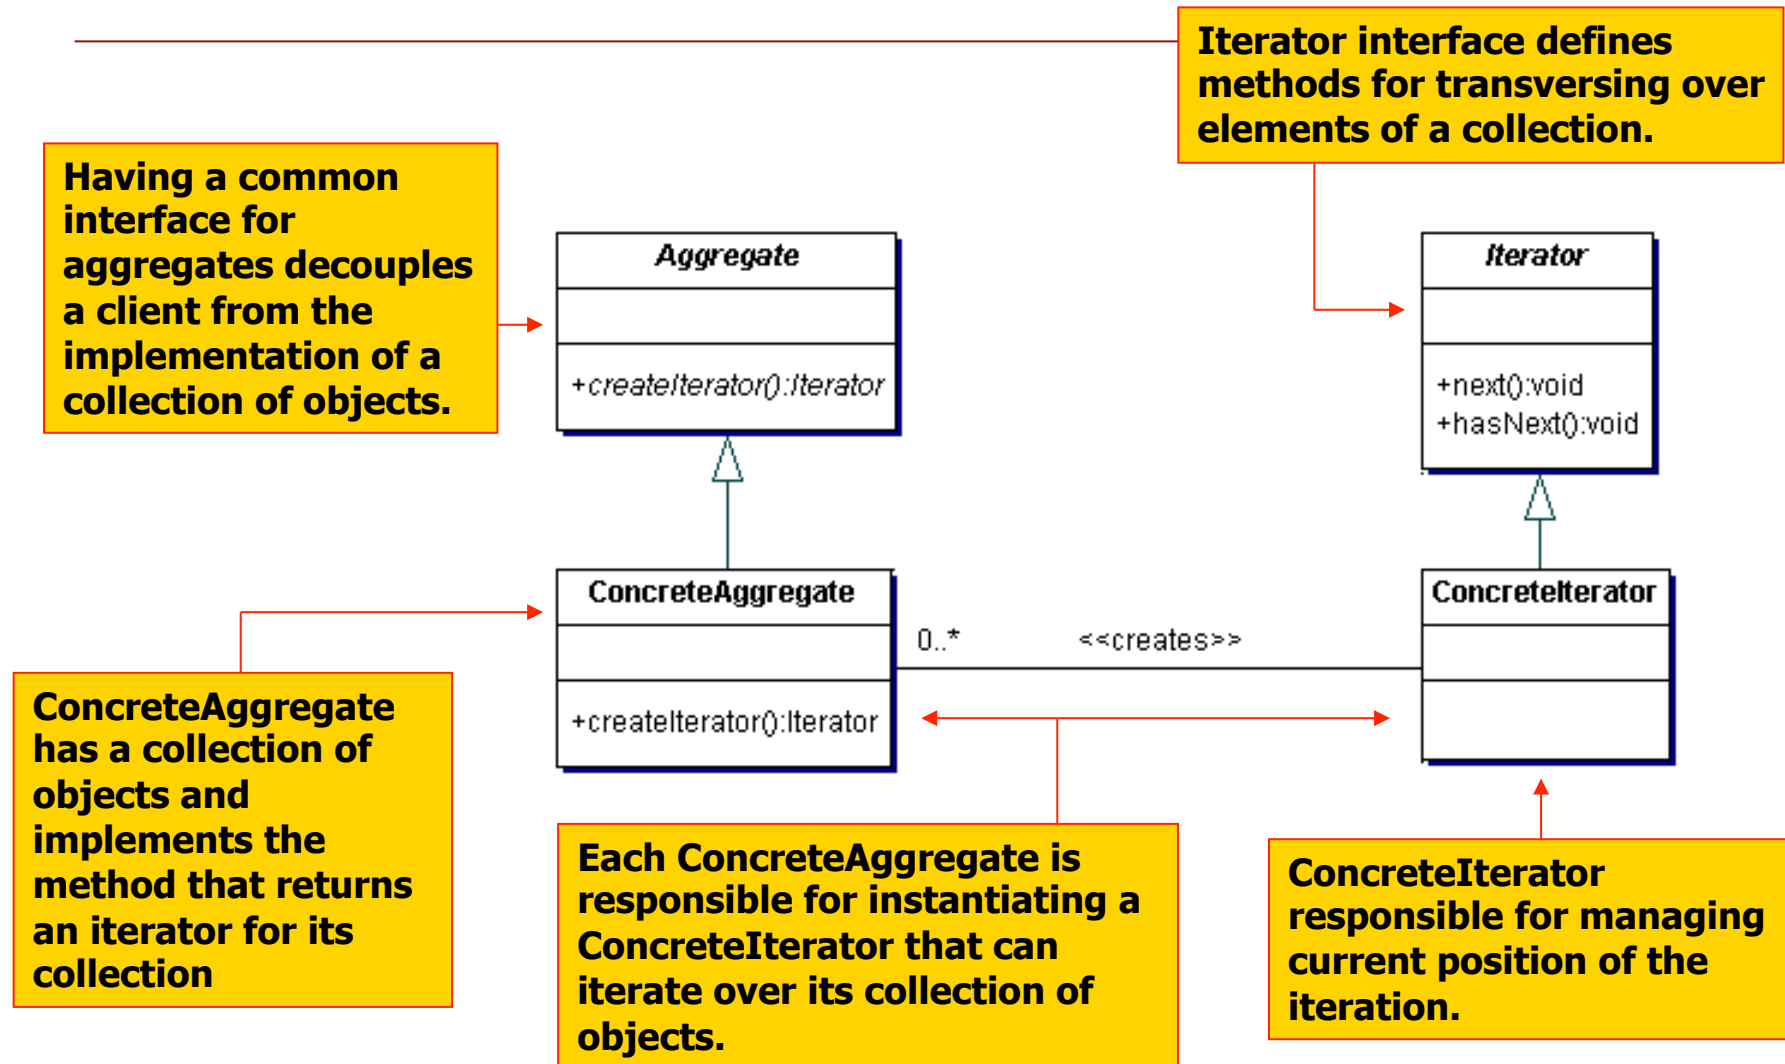 Iterator interface defines
methods for transversing over
elements of a collection.
Having a common
interface for
aggregates decouples
a client from the
implementation of a
collection of objects.
Aggregate
+createIterator():Iterator
Iterator
+next():void
+hasNext():void
ConcreteAggregate
+createIterator():Iterator
0..*
<<creates>>
ConcreteIterator
ConcreteAggregate
has a collection of
objects and
implements the
method that returns
an iterator for its
collection
Each ConcreteAggregate is
responsible for instantiating a
ConcreteIterator that can
iterate over its collection of
objects.
ConcreteIterator
responsible for managing
current position of the
iteration.